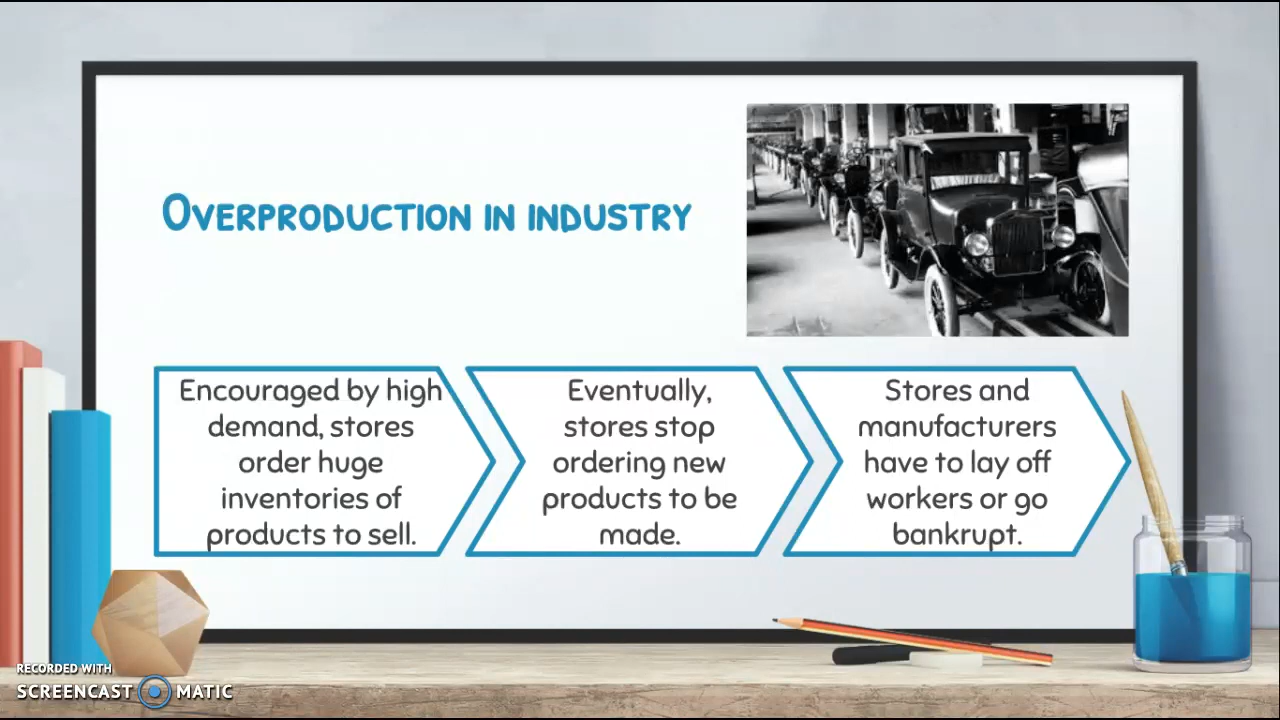 Overproduction in industry
Encouraged by high
demand, stores
order huge
inventories of
products to sell.
Eventually,
stores stop
ordering new
products to be
made.
Stores and
manufacturers
have to lay off
workers or go
bankrupt.
RECORDED WITH
SCREENCAST MATIC